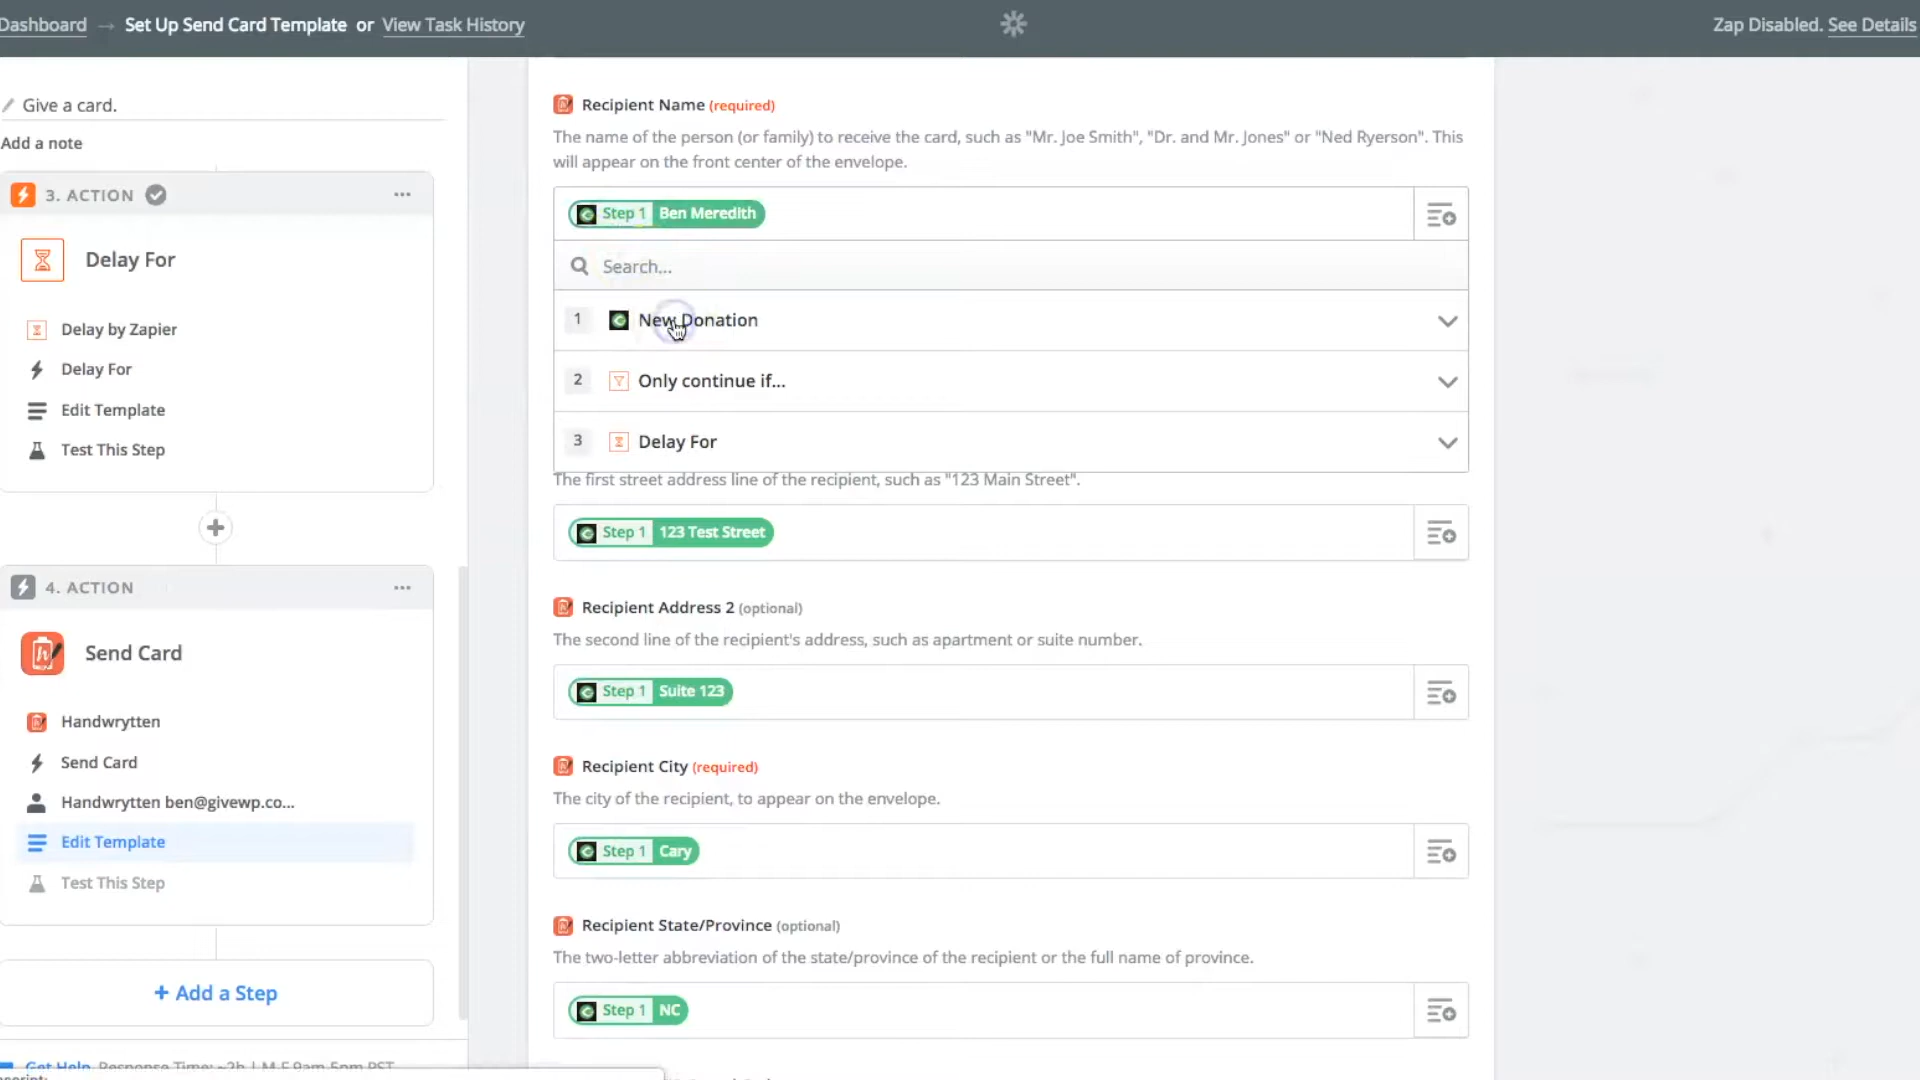 Dashboard → Set Up Send Card Template or View Task History
Zap Disabled. See Details
Give a card.
Add a note
3. ACTION
Delay For
Delay by Zapier
Delay For
Edit Template
Test This Step
4. ACTION
Send Card
Handwrytten
Send Card
Handwrytten ben@givewp.co...
Edit Template
Test This Step
+ Add a Step
Get Help Response Time: ~2h | M-F 9am-5pm PST
Recipient Name (required)
The name of the person (or family) to receive the card, such as "Mr. Joe Smith", "Dr. and Mr. Jones" or "Ned Ryerson". This
will appear on the front center of the envelope.
Step 1 Ben Meredith
Search...
1 New Donation
2 Only continue if...
3 Delay For
The first street address line of the recipient, such as "123 Main Street".
Step 1 123 Test Street
Recipient Address 2 (optional)
The second line of the recipient's address, such as apartment or suite number.
Step 1 Suite 123
Recipient City (required)
The city of the recipient, to appear on the envelope.
Step 1 Cary
Recipient State/Province (optional)
The two-letter abbreviation of the state/province of the recipient or the full name of province.
Step 1 NC